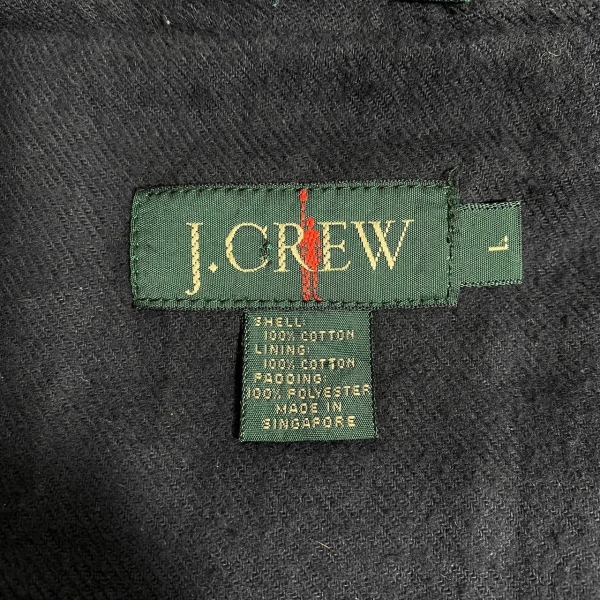 J.CREW
L
SHELL:
100% COTTON
LINING:
100% COTTON
PADDING:
100% POLYESTER
MADE IN
SINGAPORE